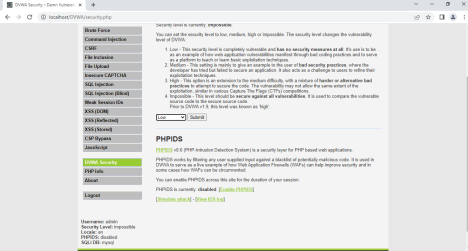 DVWA Security :: Damn Vulnerab
localhost/DVWA/security.php
Security level is currently: impossible.
You can set the security level to low, medium, high or impossible. The security level changes the vulnerability
level of DVWA:
1. Low - This security level is completely vulnerable and has no security measures at all. It's use is to be
as an example of how web application vulnerabilities manifest through bad coding practices and to serve
as a platform to teach or learn basic exploitation techniques.
2. Medium - This setting is mainly to give an example to the user of bad security practices, where the
developer has tried but failed to secure an application. It also acts as a challenge to users to refine their
exploitation techniques.
3. High - This option is an extension to the medium difficulty, with a mixture of harder or alternative bad
practices to attempt to secure the code. The vulnerability may not allow the same extent of the
exploitation, similar in various Capture The Flags (CTFs) competitions.
4. Impossible - This level should be secure against all vulnerabilities. It is used to compare the vulnerable
source code to the secure source code.
Prior to DVWA v1.9, this level was known as 'high'.
Low
Submit
PHPIDS
PHPIDS v0.6 (PHP-Intrusion Detection System) is a security layer for PHP based web applications.
PHPIDS works by filtering any user supplied input against a blacklist of potentially malicious code. It is used in
DVWA to serve as a live example of how Web Application Firewalls (WAFs) can help improve security and in
some cases how WAFs can be circumvented.
You can enable PHPIDS across this site for the duration of your session.
PHPIDS is currently: disabled. [Enable PHPIDS]
[Simulate attack] - [View IDS log]
Brute Force
Command Injection
CSRF
File Inclusion
File Upload
Insecure CAPTCHA
SQL Injection
SQL Injection (Blind)
Weak Session IDs
XSS (DOM)
XSS (Reflected)
XSS (Stored)
CSP Bypass
JavaScript
DVWA Security
PHP Info
About
Logout
Username: admin
Security Level: impossible
Locale: en
PHPIDS: disabled
SQLi DB: mysql